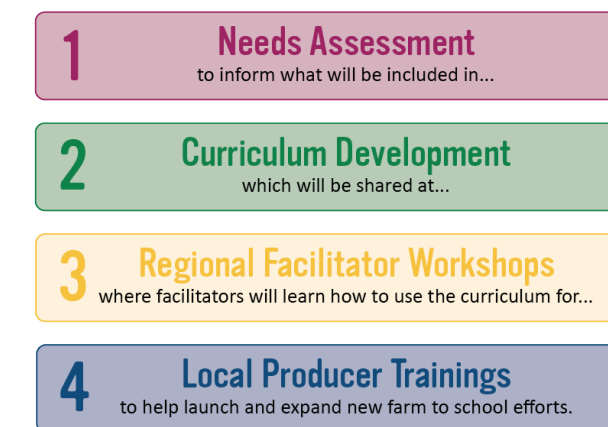 1
Needs Assessment
to inform what will be included in...
2
Curriculum Development
which will be shared at...
3
Regional Facilitator Workshops
where facilitators will learn how to use the curriculum for...
4
Local Producer Trainings
to help launch and expand new farm to school efforts.